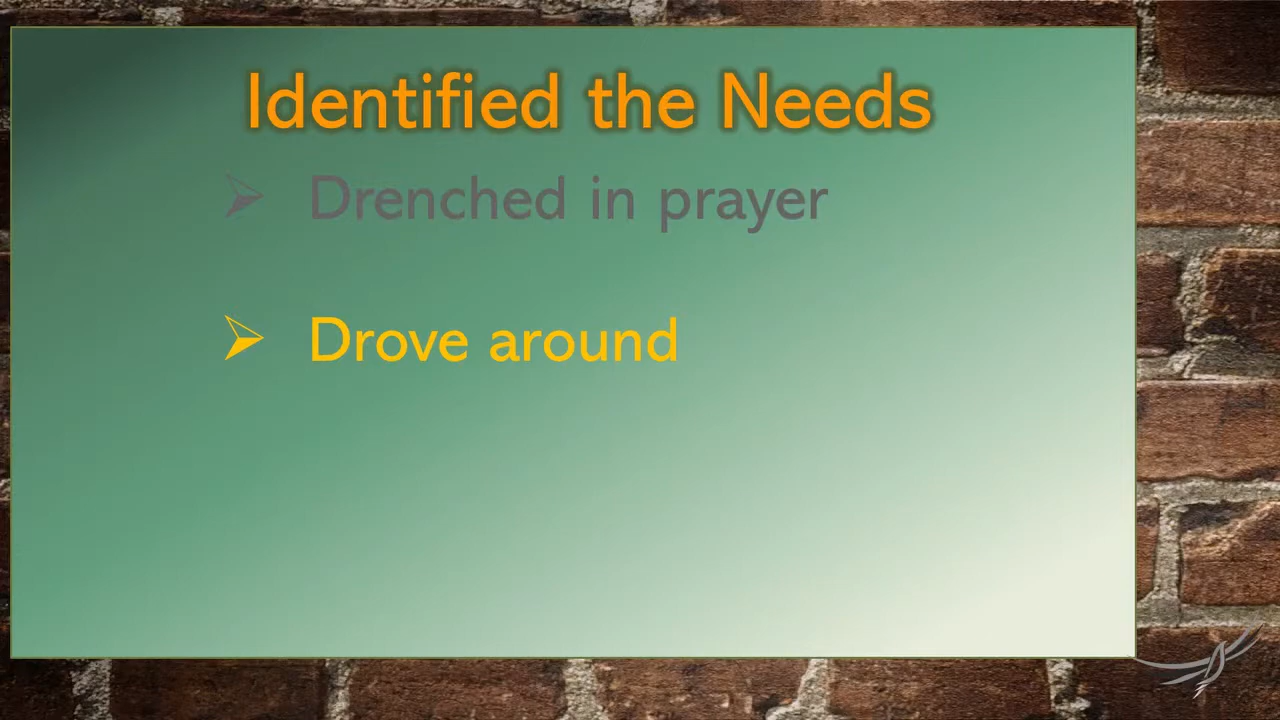 Identified the Needs
➢ Drenched in prayer
➢ Drove around